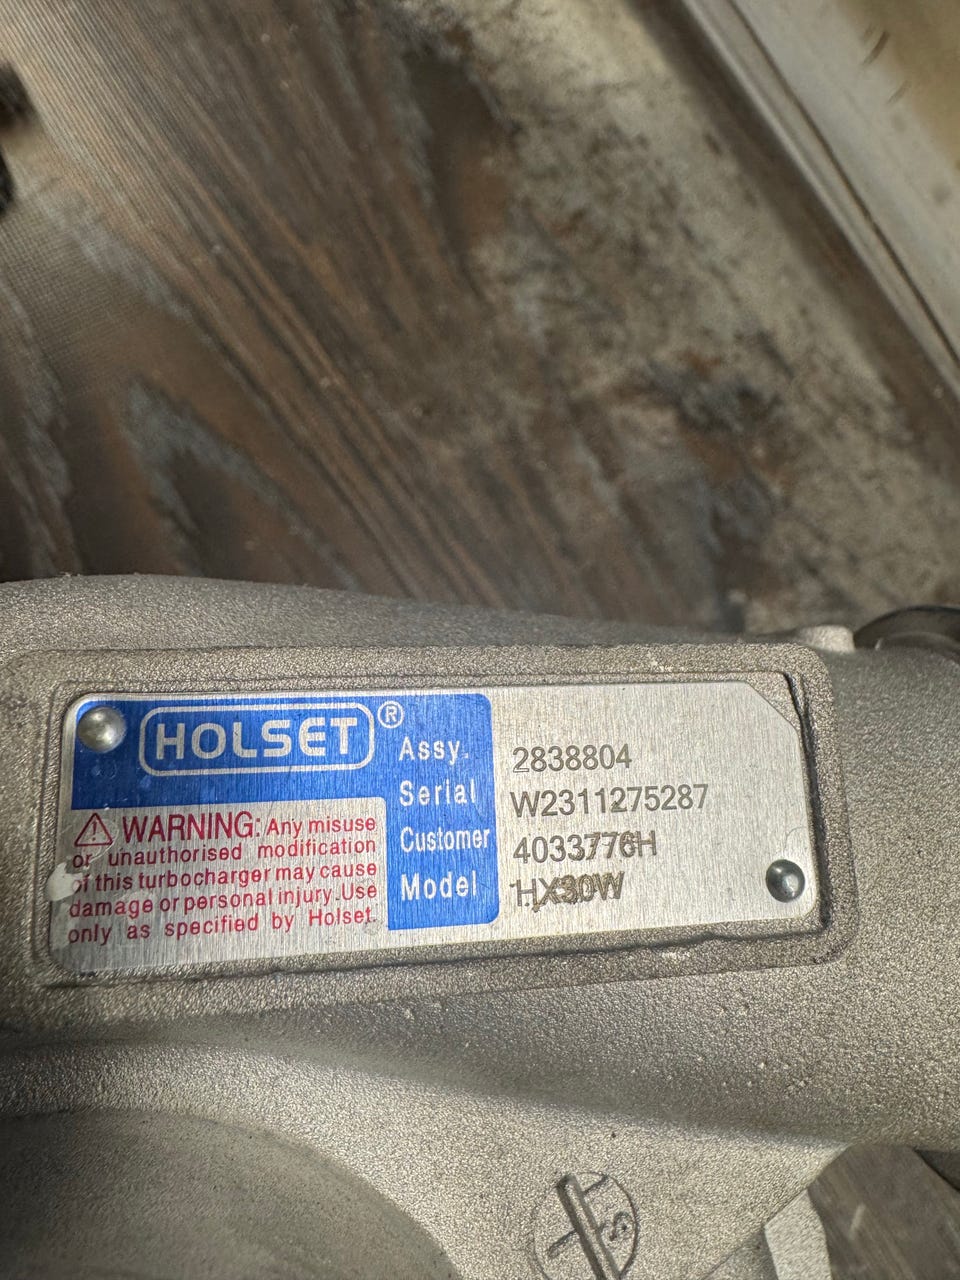 HOLSET®
Assy. 2838804
Serial W2311275287
Customer 4033776H
Model HX30W
⚠ WARNING: Any misuse
or unauthorised modification
of this turbocharger may cause
damage or personal injury.Use
only as specified by Holset.